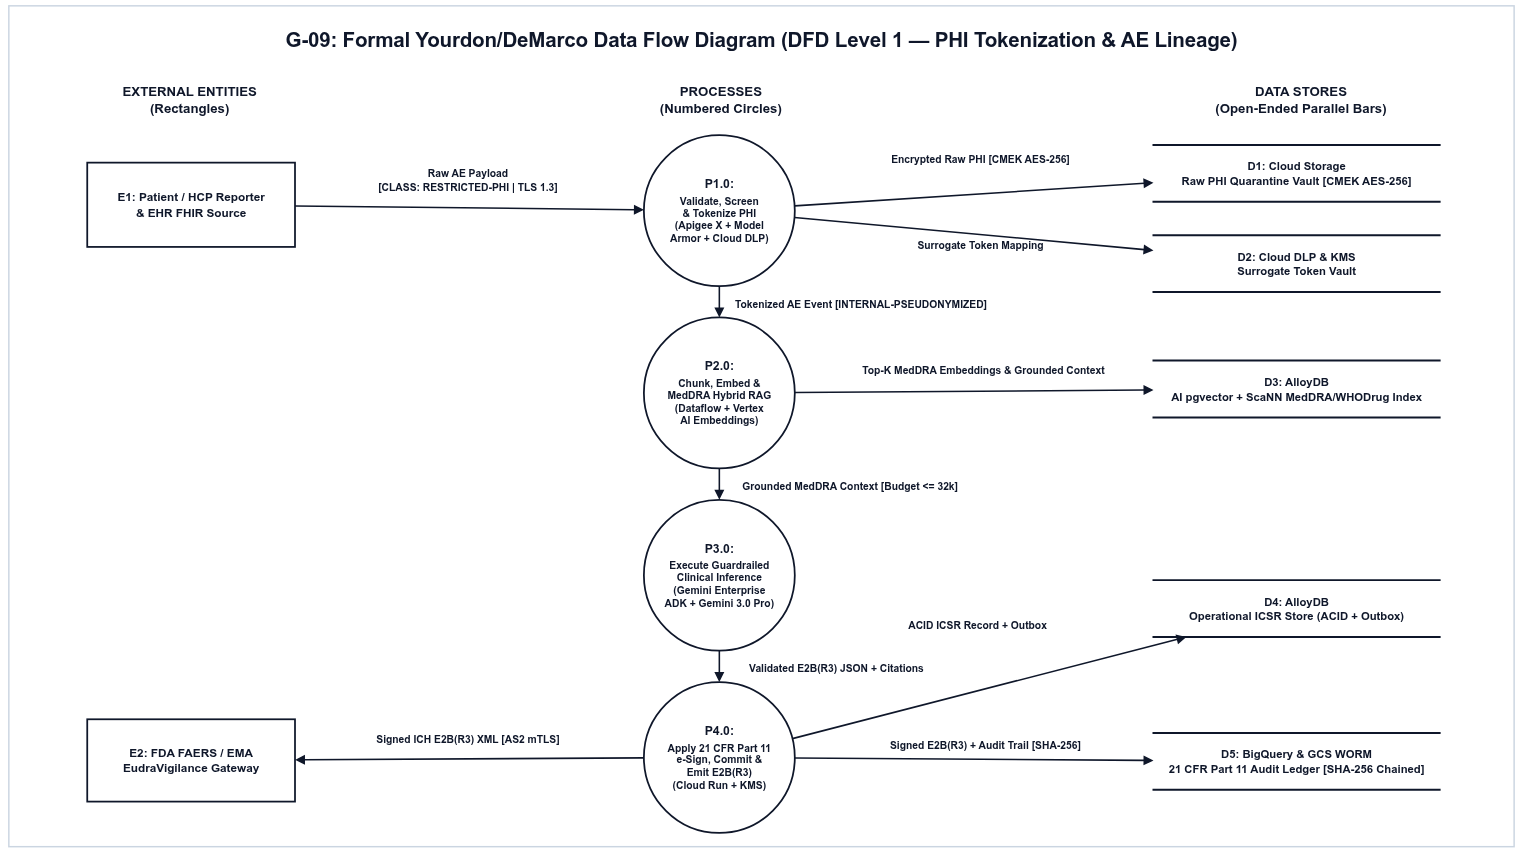 G-09: Formal Yourdon/DeMarco Data Flow Diagram (DFD Level 1 — PHI Tokenization & AE Lineage)
EXTERNAL ENTITIES
(Rectangles)
PROCESSES
(Numbered Circles)
DATA STORES
(Open-Ended Parallel Bars)
E1: Patient / HCP Reporter
& EHR FHIR Source
Raw AE Payload
[CLASS: RESTRICTED-PHI | TLS 1.3]
P1.0:
Validate, Screen
& Tokenize PHI
(Apigee X + Model
Armor + Cloud DLP)
Encrypted Raw PHI [CMEK AES-256]
D1: Cloud Storage
Raw PHI Quarantine Vault [CMEK AES-256]
Surrogate Token Mapping
D2: Cloud DLP & KMS
Surrogate Token Vault
Tokenized AE Event [INTERNAL-PSEUDONYMIZED]
P2.0:
Chunk, Embed &
MedDRA Hybrid RAG
(Dataflow + Vertex
AI Embeddings)
Top-K MedDRA Embeddings & Grounded Context
D3: AlloyDB
AI pgvector + ScaNN MedDRA/WHODrug Index
Grounded MedDRA Context [Budget <= 32k]
P3.0:
Execute Guardrailed
Clinical Inference
(Gemini Enterprise
ADK + Gemini 3.0 Pro)
ACID ICSR Record + Outbox
D4: AlloyDB
Operational ICSR Store (ACID + Outbox)
Validated E2B(R3) JSON + Citations
E2: FDA FAERS / EMA
EudraVigilance Gateway
Signed ICH E2B(R3) XML [AS2 mTLS]
P4.0:
Apply 21 CFR Part 11
e-Sign, Commit &
Emit E2B(R3)
(Cloud Run + KMS)
Signed E2B(R3) + Audit Trail [SHA-256]
D5: BigQuery & GCS WORM
21 CFR Part 11 Audit Ledger [SHA-256 Chained]